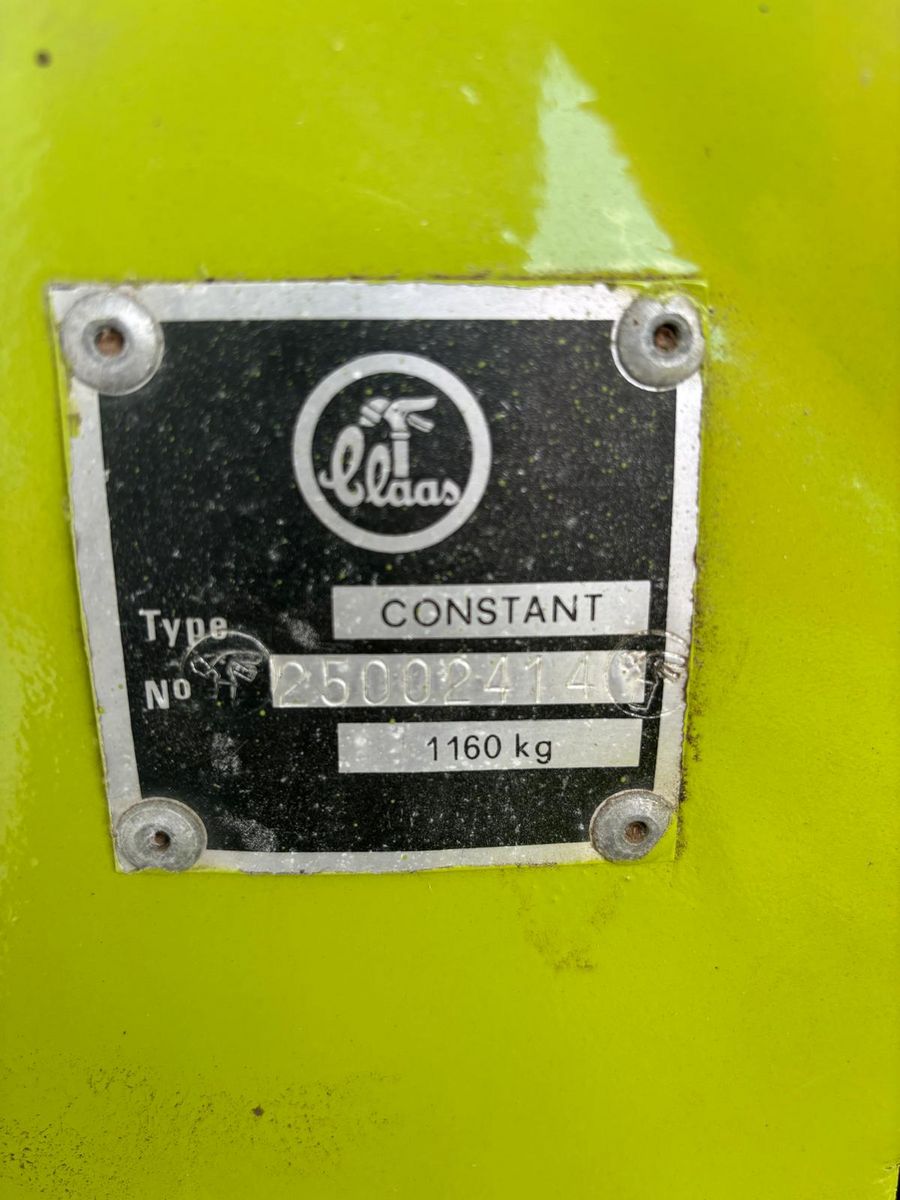 Claas
Type CONSTANT
No 25002414
1160 kg